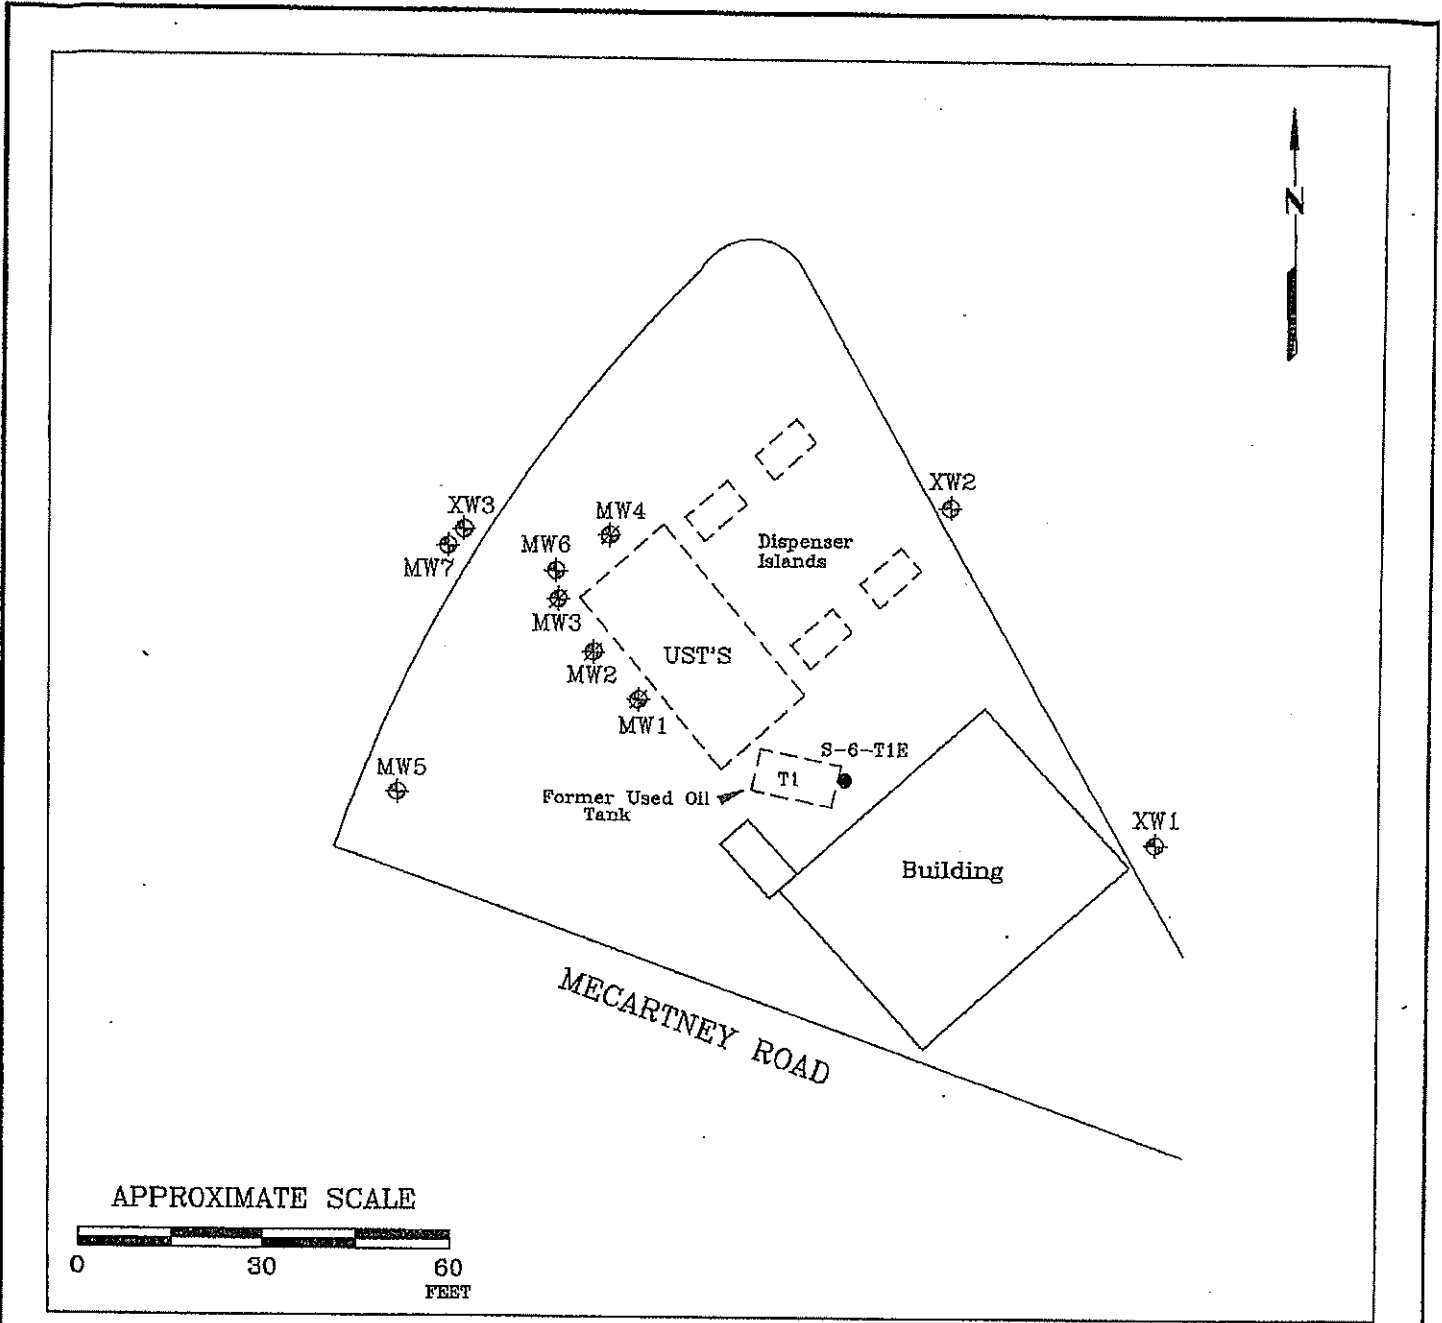 N
XW2
XW3
MW4
MW6
MW7
Dispenser
Islands
MW3
UST'S
MW2
MW1
S-6-T1E
MW5
T1
Former Used Oil
Tank
XW1
Building
MECARTNEY ROAD
APPROXIMATE SCALE
0 30 60
FEET